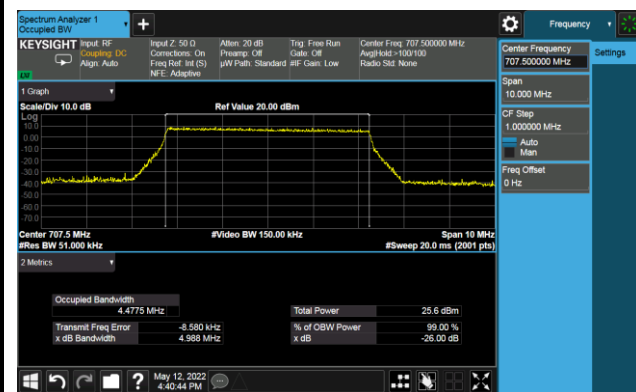 Spectrum Analyzer 1
Occupied BW
+
Frequency
KEYSIGHT
Input: RF
Coupling: DC
Align: Auto
Input Z: 50 Ω
Corrections: On
Freq Ref: Int (S)
NFE: Adaptive
Atten: 20 dB
Preamp: Off
µW Path: Standard
Trig: Free Run
Gate: Off
#IF Gain: Low
Center Freq: 707.500000 MHz
Avg|Hold:>100/100
Radio Std: None
Center Frequency
707.500000 MHz
Settings
Span
10.000 MHz
CF Step
1.000000 MHz
Auto
Man
Freq Offset
0 Hz
1 Graph
Scale/Div 10.0 dB
Ref Value 20.00 dBm
Log
10.0
0.00
-10.0
-20.0
-30.0
-40.0
-50.0
-60.0
-70.0
Center 707.5 MHz
#Video BW 150.00 kHz
Span 10 MHz
#Res BW 51.000 kHz
#Sweep 20.0 ms (2001 pts)
2 Metrics
Occupied Bandwidth
4.4775 MHz
Total Power 25.6 dBm
Transmit Freq Error -8.580 kHz
% of OBW Power 99.00 %
x dB Bandwidth 4.988 MHz
x dB -26.00 dB
?
May 12, 2022
4:40:44 PM